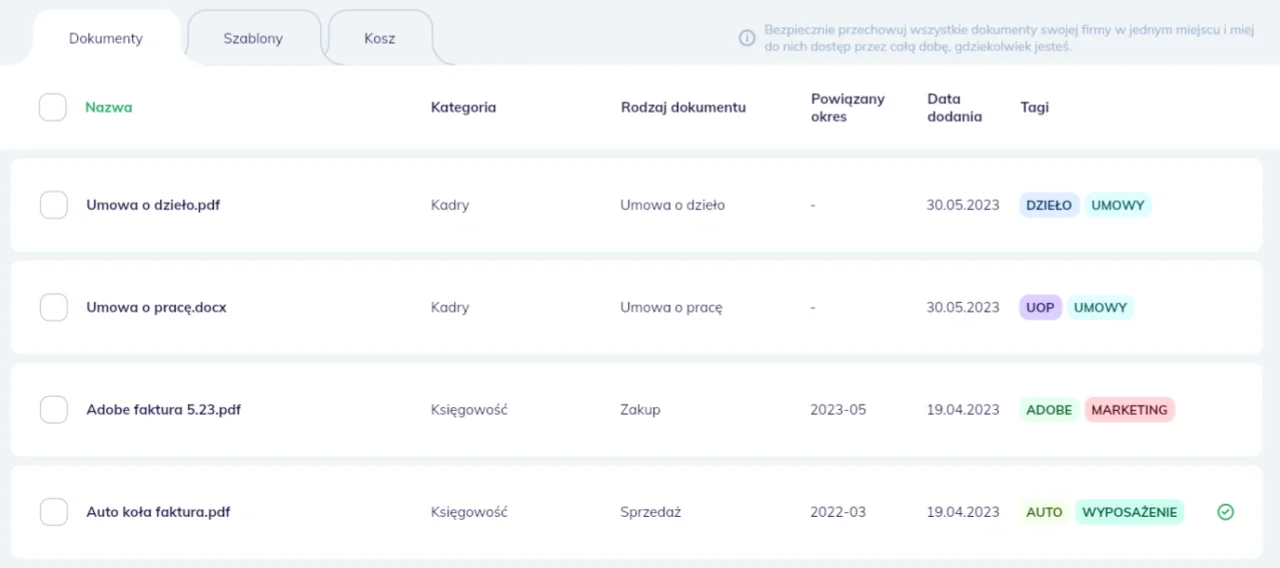 Dokumenty Szablony Kosz
Bezpiecznie przechowuj wszystkie dokumenty swojej firmy w jednym miejscu i miej
do nich dostęp przez całą dobę, gdziekolwiek jesteś.
Nazwa Kategoria Rodzaj dokumentu Powiązany okres Data dodania Tagi
Umowa o dzieło.pdf Kadry Umowa o dzieło - 30.05.2023 DZIEŁO UMOWY
Umowa o pracę.docx Kadry Umowa o pracę - 30.05.2023 UOP UMOWY
Adobe faktura 5.23.pdf Księgowość Zakup 2023-05 19.04.2023 ADOBE MARKETING
Auto koła faktura.pdf Księgowość Sprzedaż 2022-03 19.04.2023 AUTO WYPOSAŻENIE